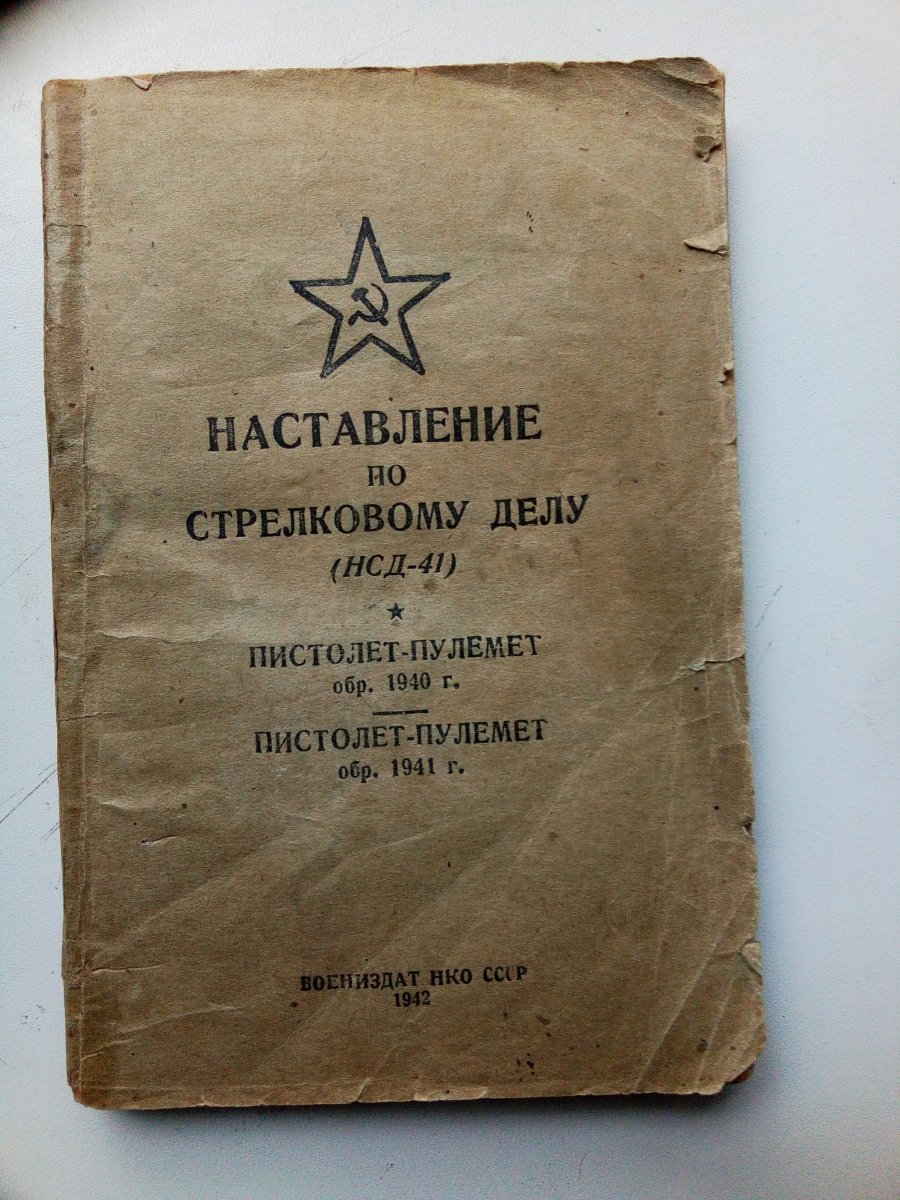 НАСТАВЛЕНИЕ
ПО
СТРЕЛКОВОМУ ДЕЛУ
(НСД-41)
ПИСТОЛЕТ-ПУЛЕМЕТ
обр. 1940 г.
ПИСТОЛЕТ-ПУЛЕМЕТ
обр. 1941 г.
ВОЕНИЗДАТ НКО СССР
1942